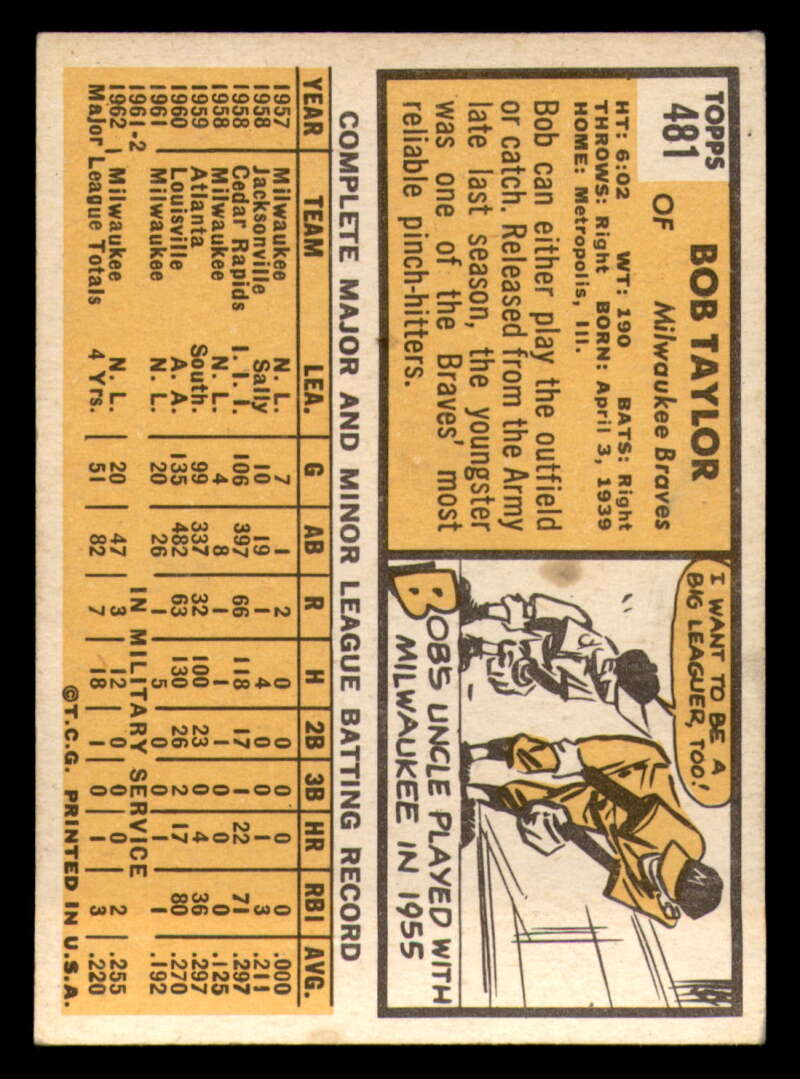 TOPPS
481
BOB TAYLOR
OF Milwaukee Braves
HT: 6:02 WT: 190 BATS: Right
THROWS: Right BORN: April 3, 1939
HOME: Metropolis, Ill.
Bob can either play the outfield
or catch. Released from the Army
late last season, the youngster
was one of the Braves' most
reliable pinch-hitters.
I WANT TO BE A
BIG LEAGUER, TOO!
M
BOB'S UNCLE PLAYED WITH
MILWAUKEE IN 1955
COMPLETE MAJOR AND MINOR LEAGUE BATTING RECORD
YEAR TEAM LEA. G AB R H 2B 3B HR RBI AVG.
1957 Milwaukee N. L. 7 1 2 0 0 0 0 0 .000
1958 Jacksonville Sally 10 19 1 4 0 0 1 3 .211
1958 Cedar Rapids I. I. I. 106 397 66 118 17 1 22 71 .297
1958 Milwaukee N. L. 4 8 1 1 0 0 0 0 .125
1959 Atlanta South. 99 337 32 100 23 0 4 36 .297
1960 Louisville A. A. 135 482 63 130 26 2 17 80 .270
1961 Milwaukee N. L. 20 26 1 5 0 0 1 1 .192
1961-2 IN MILITARY SERVICE
1962 Milwaukee N. L. 20 47 3 12 0 0 0 2 .255
Major League Totals 4 Yrs. 51 82 7 18 1 0 1 3 .220
©T.C.G. PRINTED IN U.S.A.